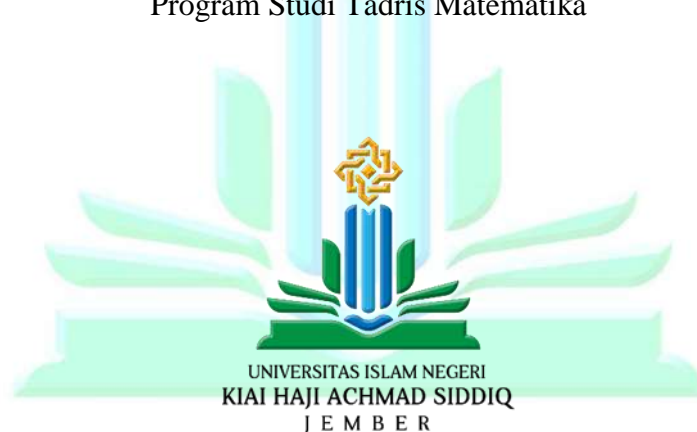 Program Studi Tadris Matematika
UNIVERSITAS ISLAM NEGERI
KIAI HAJI ACHMAD SIDDIQ
JEMBER